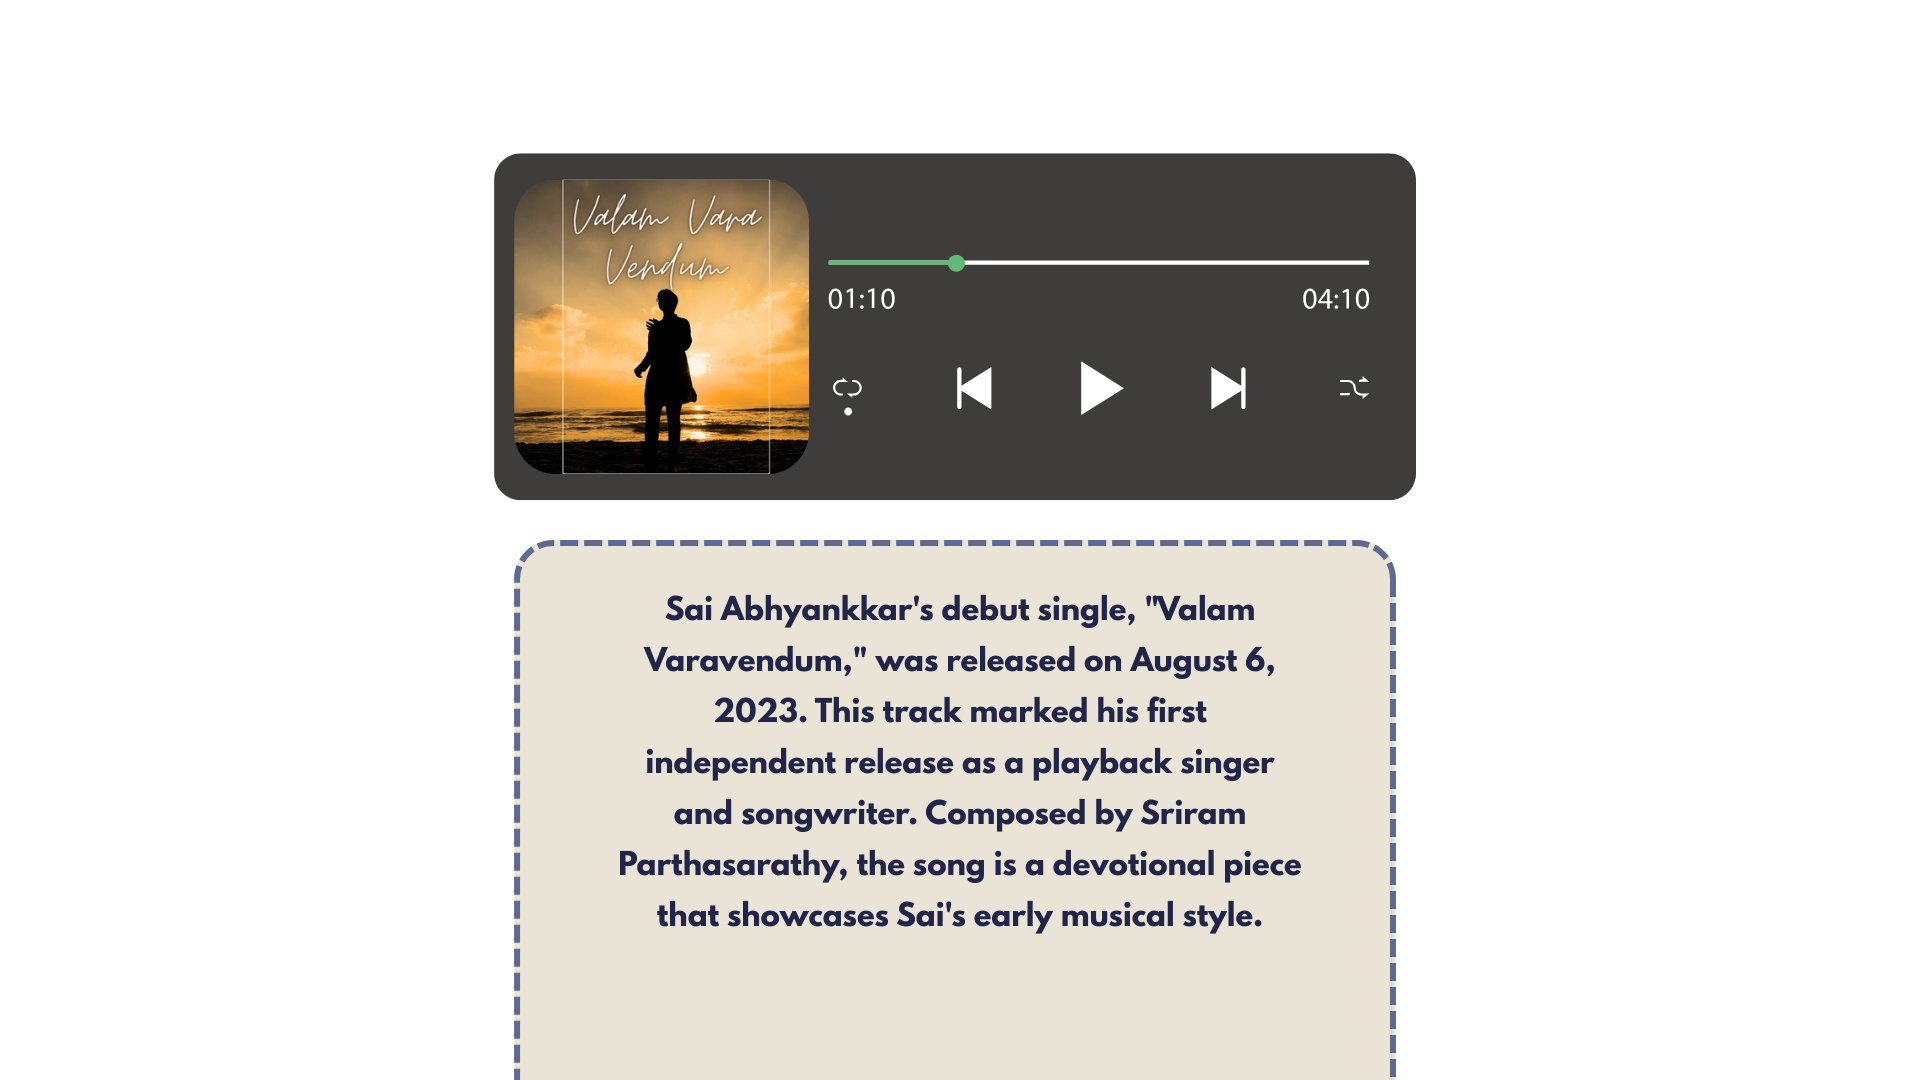 Valam Vara
Vendum
01:10
04:10
Sai Abhyankkar's debut single, "Valam
Varavendum," was released on August 6,
2023. This track marked his first
independent release as a playback singer
and songwriter. Composed by Sriram
Parthasarathy, the song is a devotional piece
that showcases Sai's early musical style.